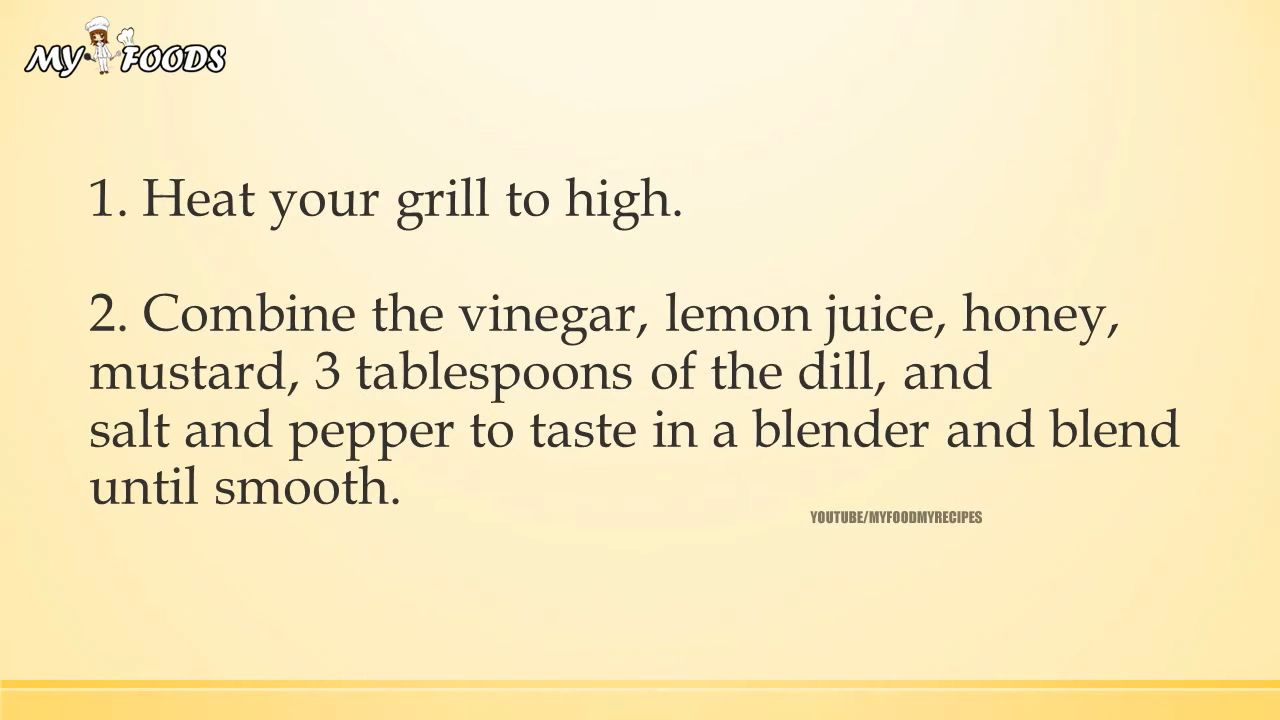 MY FOODS
1. Heat your grill to high.
2. Combine the vinegar, lemon juice, honey,
mustard, 3 tablespoons of the dill, and
salt and pepper to taste in a blender and blend
until smooth.
YOUTUBE/MYFOODMYRECIPES